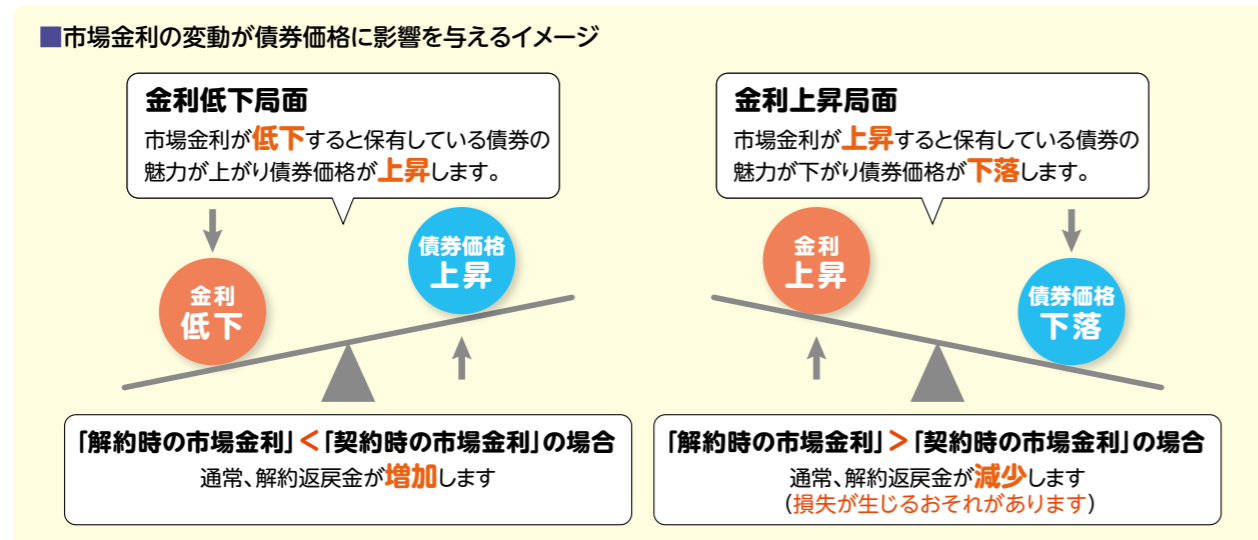 ■市場金利の変動が債券価格に影響を与えるイメージ
金利低下局面
市場金利が低下すると保有している債券の
魅力が上がり債券価格が上昇します。
金利
低下
債券価格
上昇
「解約時の市場金利」<「契約時の市場金利」の場合
通常、解約返戻金が増加します
金利上昇局面
市場金利が上昇すると保有している債券の
魅力が下がり債券価格が下落します。
金利
上昇
債券価格
下落
「解約時の市場金利」>「契約時の市場金利」の場合
通常、解約返戻金が減少します
(損失が生じるおそれがあります)